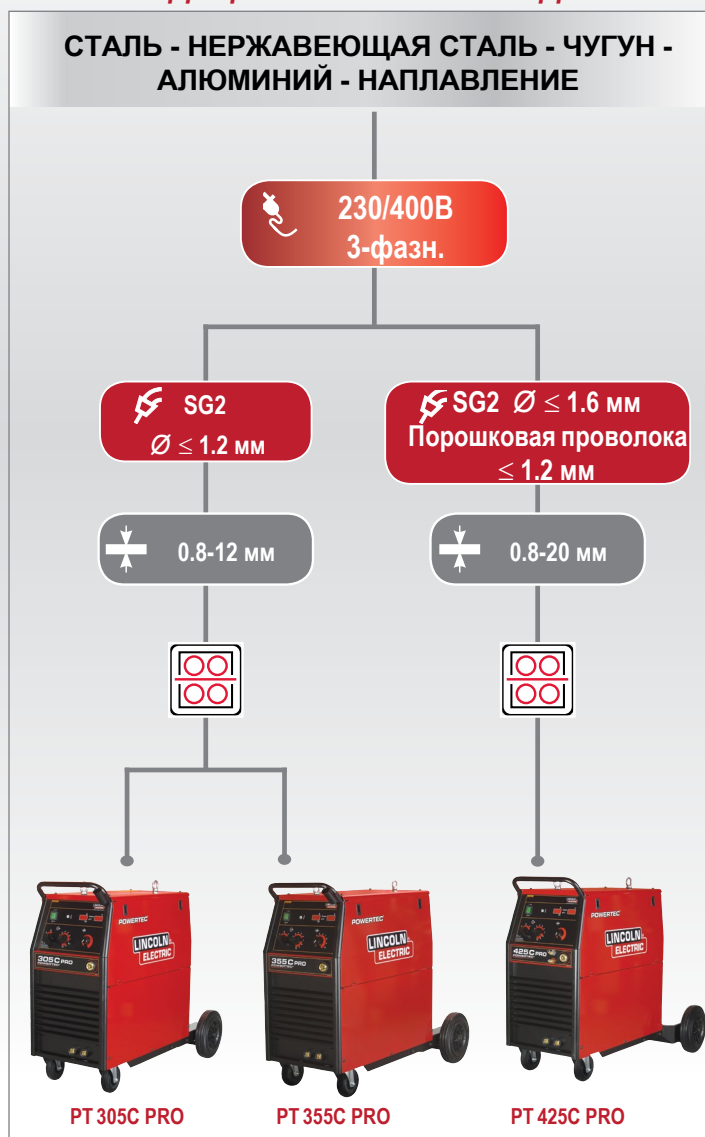 СТАЛЬ - НЕРЖАВЕЮЩАЯ СТАЛЬ - ЧУГУН -
АЛЮМИНИЙ - НАПЛАВЛЕНИЕ
230/400В
3-фазн.
SG2
Ø ≤ 1.2 мм
SG2 Ø ≤ 1.6 мм
Порошковая проволока
≤ 1.2 мм
0.8-12 мм
0.8-20 мм
POWERTEC
LINCOLN
ELECTRIC
305C PRO
POWERTEC
LINCOLN
ELECTRIC
355C PRO
POWERTEC
LINCOLN
ELECTRIC
425C PRO
PT 305C PRO
PT 355C PRO
PT 425C PRO